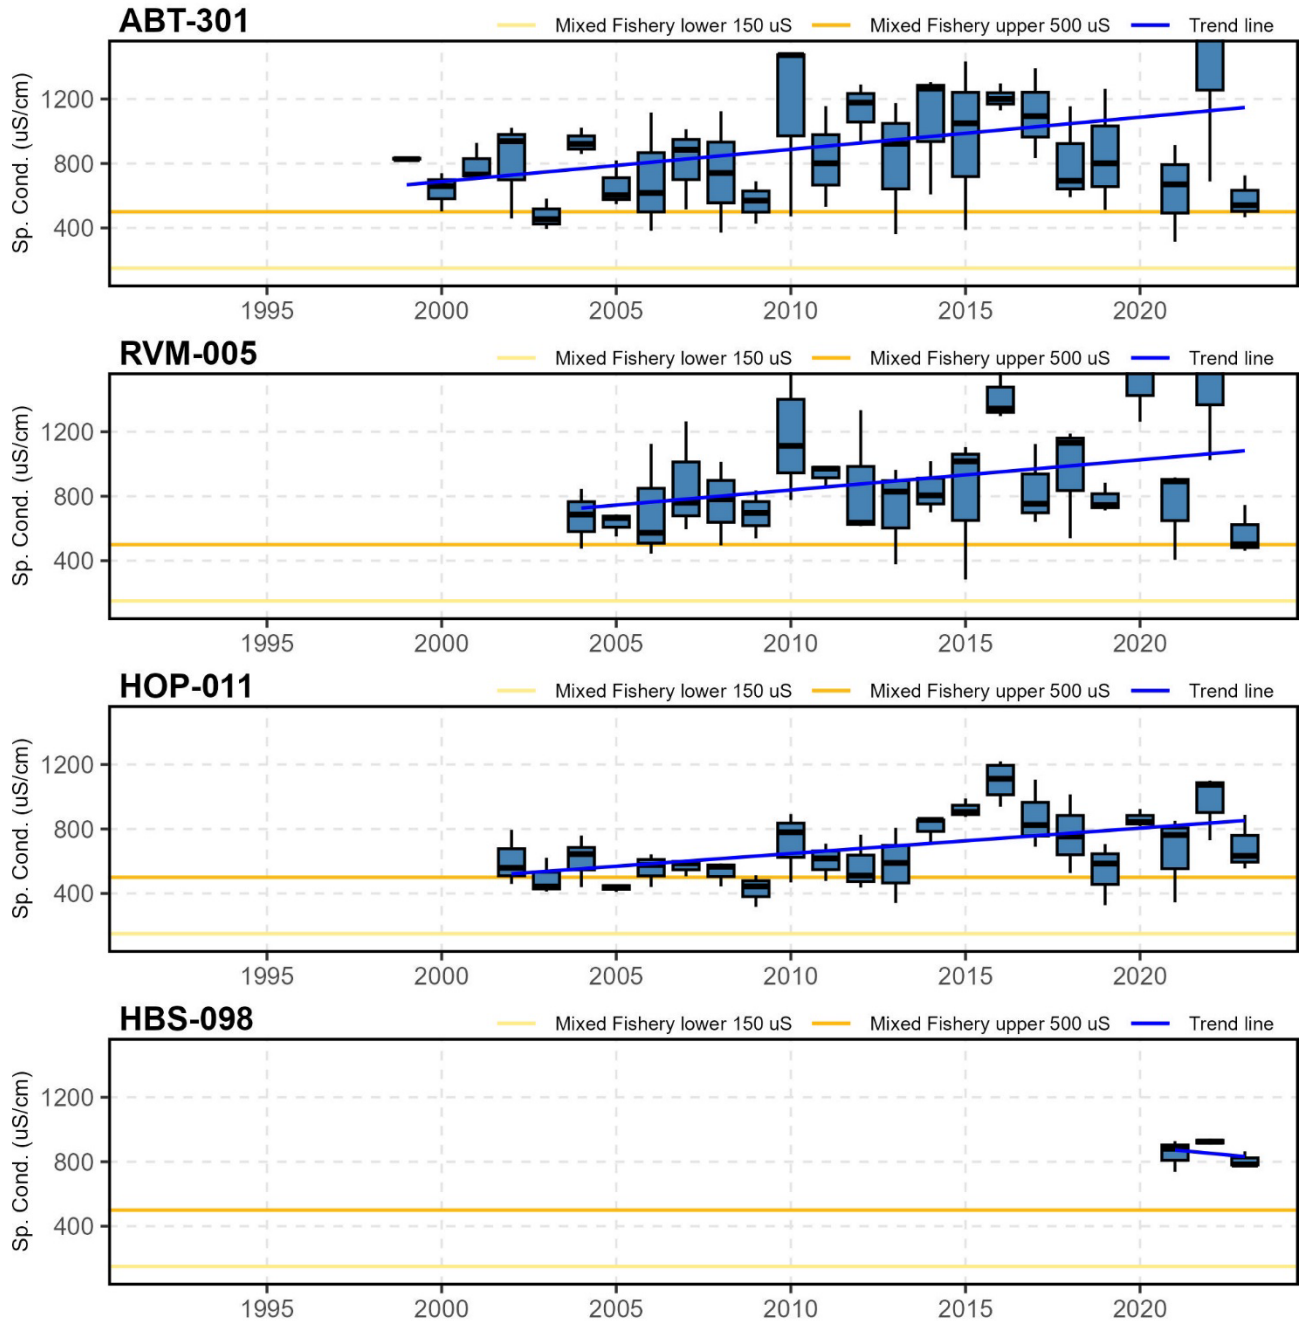 ABT-301
Mixed Fishery lower 150 uS Mixed Fishery upper 500 uS Trend line
Sp. Cond. (uS/cm)
1200
800
400
1995 2000 2005 2010 2015 2020
RVM-005
Mixed Fishery lower 150 uS Mixed Fishery upper 500 uS Trend line
Sp. Cond. (uS/cm)
1200
800
400
1995 2000 2005 2010 2015 2020
HOP-011
Mixed Fishery lower 150 uS Mixed Fishery upper 500 uS Trend line
Sp. Cond. (uS/cm)
1200
800
400
1995 2000 2005 2010 2015 2020
HBS-098
Mixed Fishery lower 150 uS Mixed Fishery upper 500 uS Trend line
Sp. Cond. (uS/cm)
1200
800
400
1995 2000 2005 2010 2015 2020